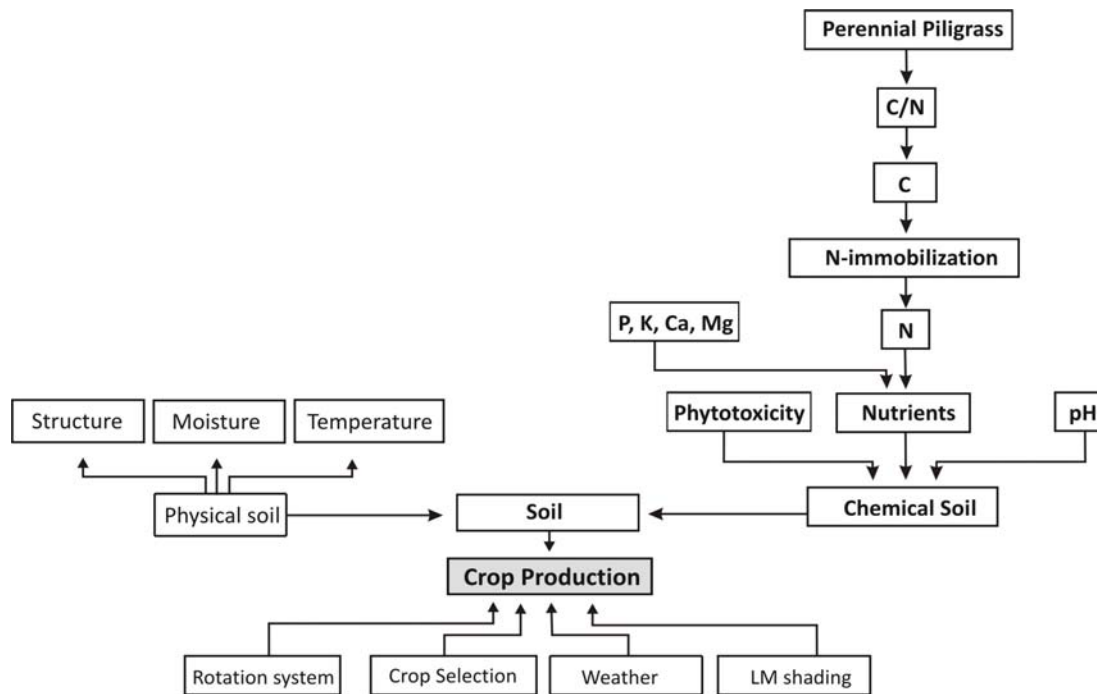 Perennial Piligrass
C/N
C
N-immobilization
P, K, Ca, Mg
N
Structure
Moisture
Temperature
Phytotoxicity
Nutrients
pH
Physical soil
Soil
Chemical Soil
Crop Production
Rotation system
Crop Selection
Weather
LM shading